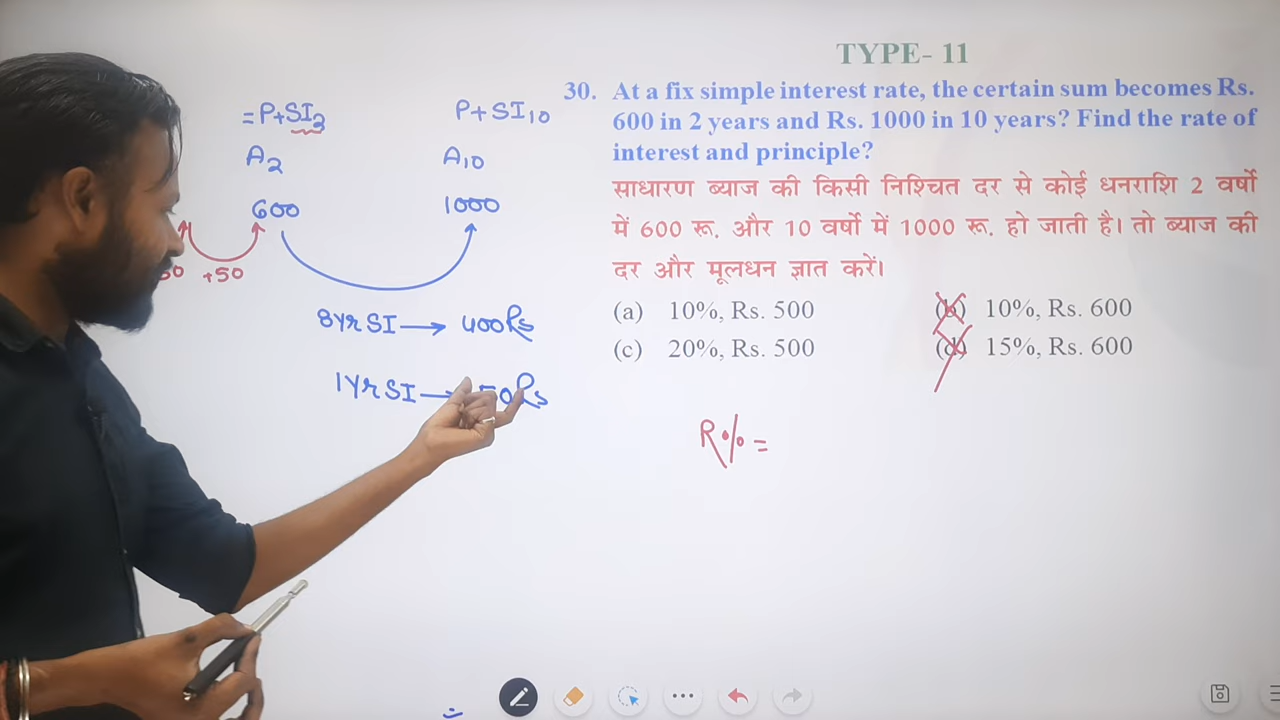 TYPE- 11
30. At a fix simple interest rate, the certain sum becomes Rs.
600 in 2 years and Rs. 1000 in 10 years? Find the rate of
interest and principle?
साधारण ब्याज की किसी निश्चित दर से कोई धनराशि 2 वर्षो
में 600 रू. और 10 वर्षो में 1000 रू. हो जाती है। तो ब्याज की
दर और मूलधन ज्ञात करें।
(a) 10%, Rs. 500
(b) 10%, Rs. 600
(c) 20%, Rs. 500
(d) 15%, Rs. 600
R%=
=P+SI2 P+SI10
A2 A10
600 1000
+50
8Yr SI → 400Rs
1Yr SI → 50Rs